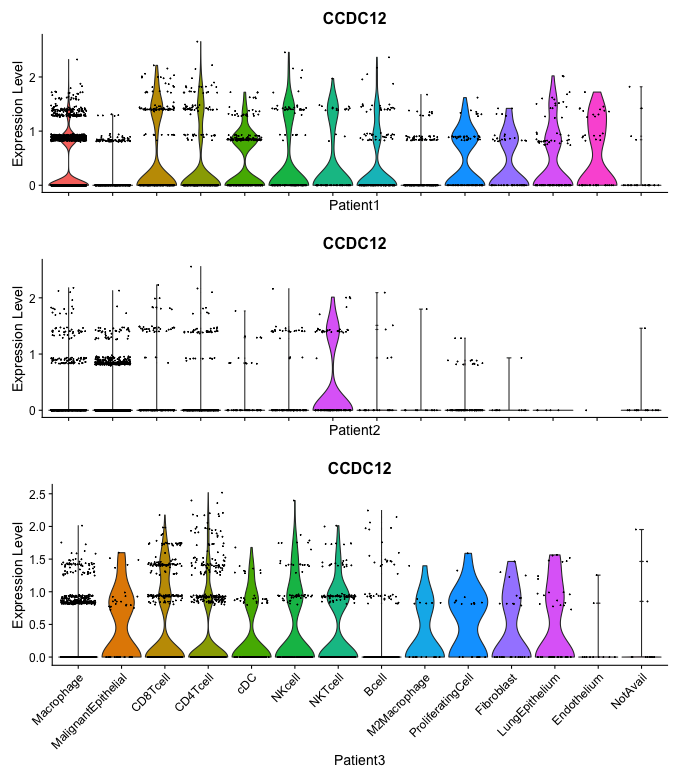 CCDC12
Expression Level
2
1
0
Patient1
CCDC12
Expression Level
2
1
0
Patient2
CCDC12
Expression Level
2.5
2.0
1.5
1.0
0.5
0.0
Macrophage
MalignantEpithelial
CD8Tcell
CD4Tcell
cDC
NKcell
NKTcell
Bcell
M2Macrophage
ProliferatingCell
Fibroblast
LungEpithelium
Endothelium
NotAvail
Patient3